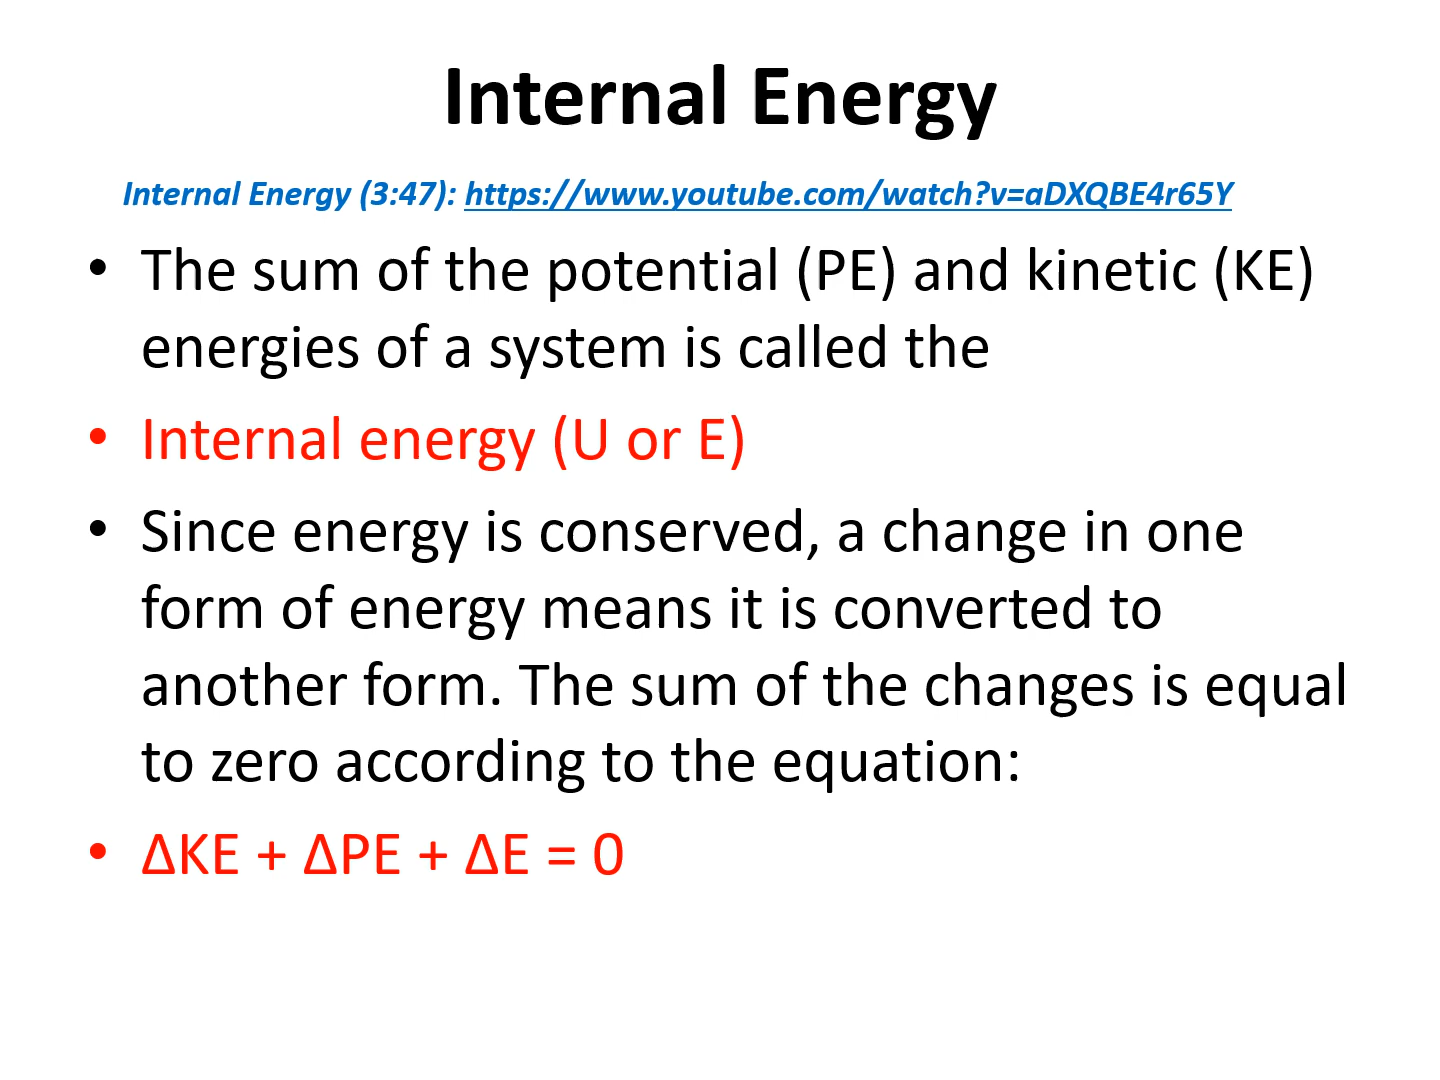 Internal Energy
Internal Energy (3:47): https://www.youtube.com/watch?v=aDXQBE4r65Y
• The sum of the potential (PE) and kinetic (KE)
energies of a system is called the
• Internal energy (U or E)
• Since energy is conserved, a change in one
form of energy means it is converted to
another form. The sum of the changes is equal
to zero according to the equation:
• ΔKE + ΔPE + ΔE = 0